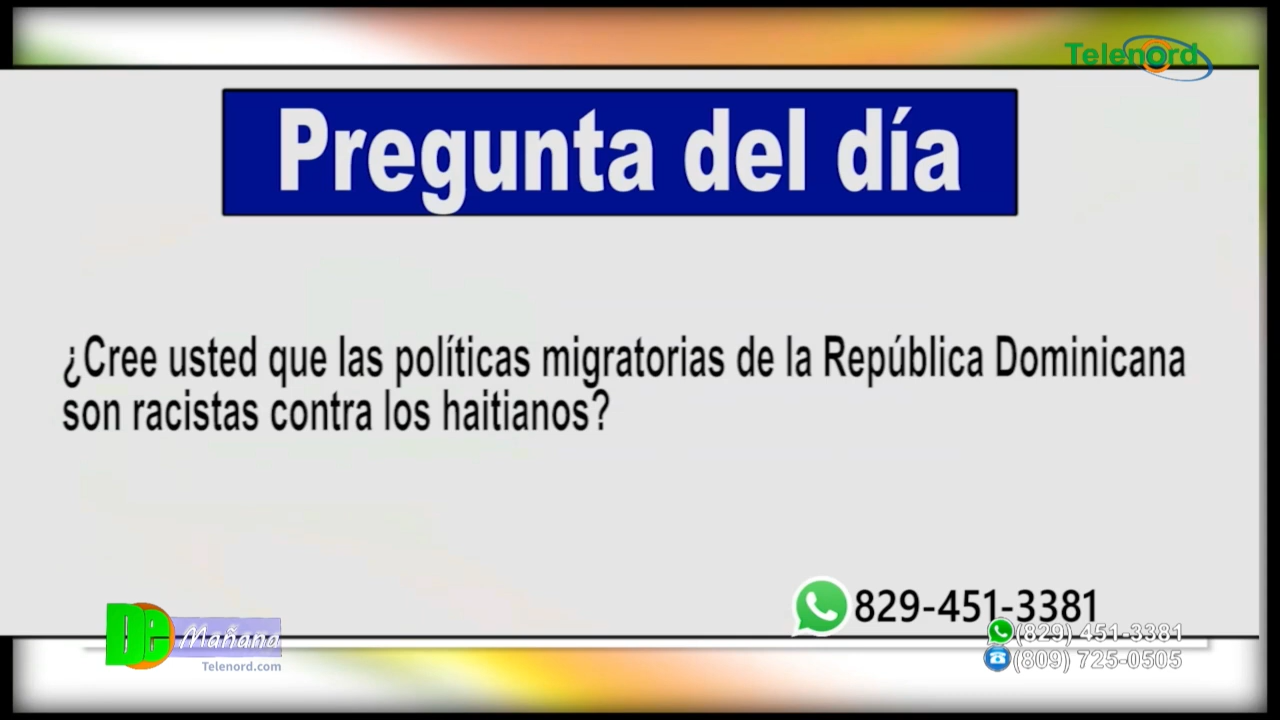 Telenord
Pregunta del día
¿Cree usted que las políticas migratorias de la República Dominicana
son racistas contra los haitianos?
829-451-3381
De Mañana
Telenord.com
(829) 451-3381
(809) 725-0505